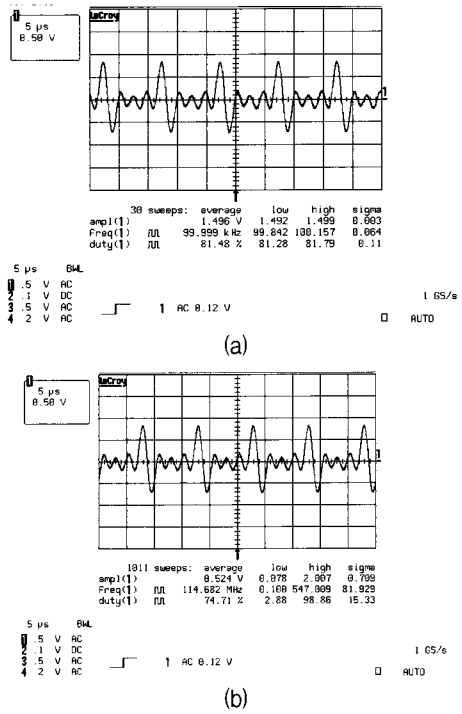 1
5 µs
0.50 V
LeCroy
1
30 sweeps: average low high sigma
ampl(1) 1.496 V 1.492 1.499 0.003
Freq(1) 99.999 kHz 99.842 100.157 0.064
duty(1) 81.48 % 81.28 81.79 0.11
5 µs BWL
1 .5 V AC
2 .1 V DC
3 .5 V AC
4 2 V AC
1 AC 0.12 V
1 GS/s
AUTO
(a)
1
5 µs
0.50 V
LeCroy
1
1011 sweeps: average low high sigma
ampl(1) 0.524 V 0.078 2.007 0.709
Freq(1) 114.682 MHz 0.100 547.009 81.929
duty(1) 74.71 % 2.88 98.86 15.33
5 µs BWL
1 .5 V AC
2 .1 V DC
3 .5 V AC
4 2 V AC
1 AC 0.12 V
1 GS/s
AUTO
(b)